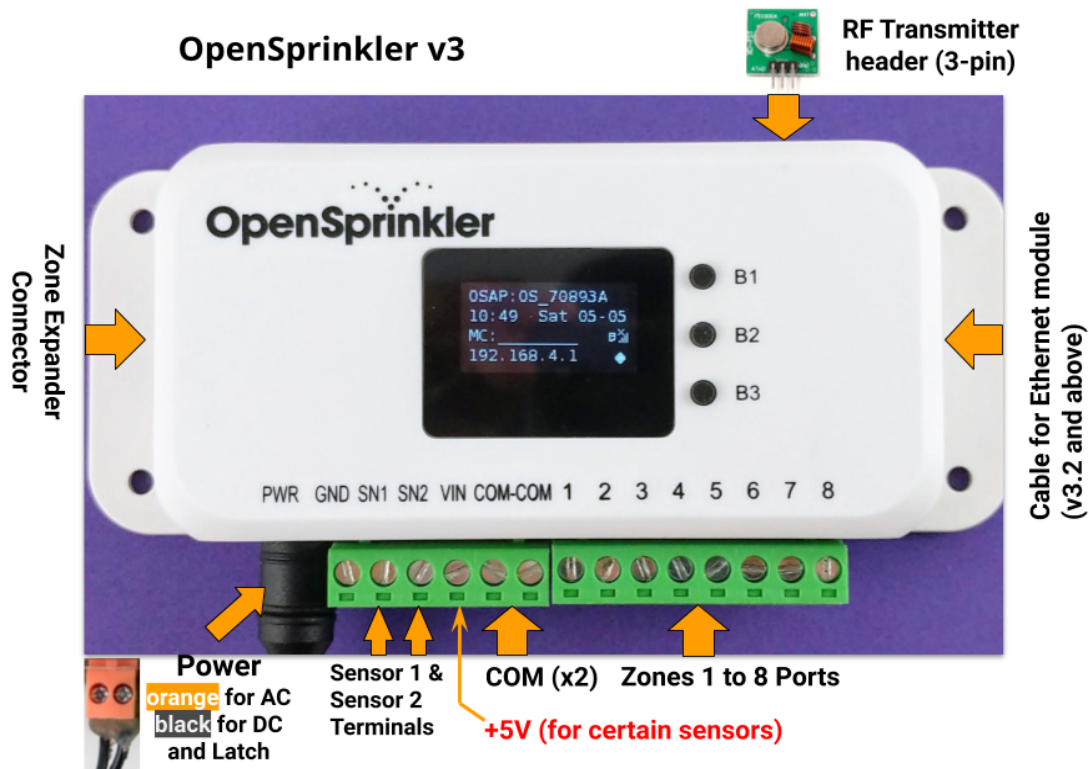 OpenSprinkler v3
RF Transmitter
header (3-pin)
OpenSprinkler
OSAP:OS_70893A
10:49 Sat 05-05
MC:_________
192.168.4.1
B1
B2
B3
Zone Expander
Connector
Cable for Ethernet module
(v3.2 and above)
PWR GND SN1 SN2 VIN COM-COM 1 2 3 4 5 6 7 8
Power
orange for AC
black for DC
and Latch
Sensor 1 &
Sensor 2
Terminals
COM (x2)
Zones 1 to 8 Ports
+5V (for certain sensors)